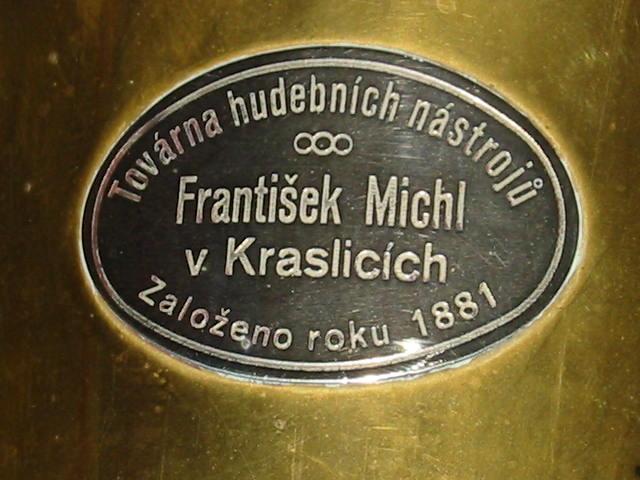 Továrna hudebních nástrojů
František Michl
v Kraslicích
Založeno roku 1881